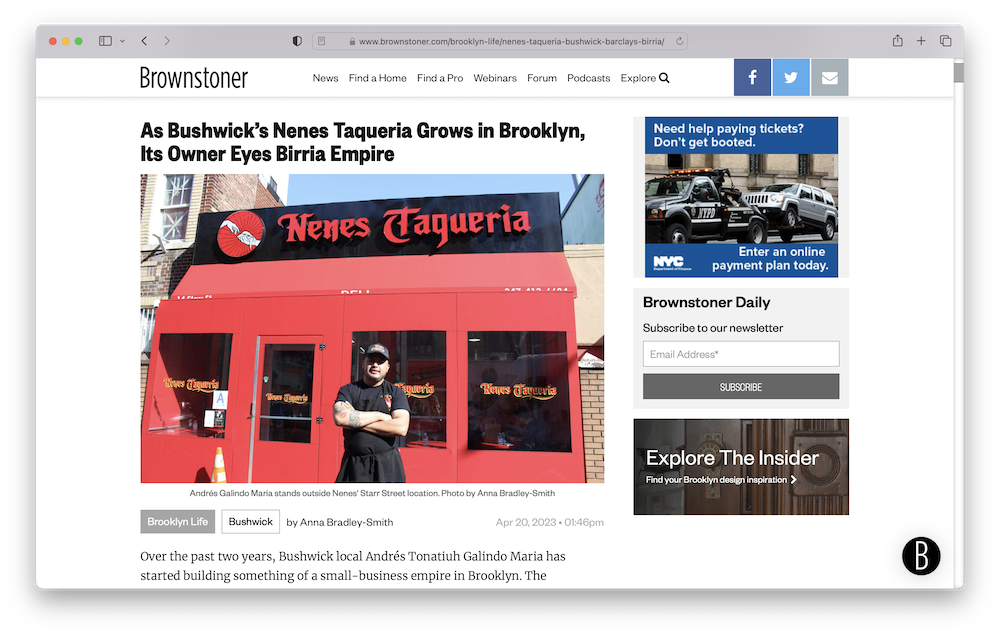 www.brownstoner.com/brooklyn-life/nenes-taqueria-bushwick-barclays-birria/
Brownstoner
News Find a Home Find a Pro Webinars Forum Podcasts Explore
As Bushwick's Nenes Taqueria Grows in Brooklyn,
Its Owner Eyes Birria Empire
Nenes Taqueria
DELI
Nenes Taqueria
Nenes Taqueria
Taqueria
Nenes Taqueria
A
Andrés Galindo Maria stands outside Nenes' Starr Street location. Photo by Anna Bradley-Smith
Brooklyn Life
Bushwick
by Anna Bradley-Smith
Apr 20, 2023 • 01:46pm
Over the past two years, Bushwick local Andrés Tonatiuh Galindo Maria has
started building something of a small-business empire in Brooklyn. The
Need help paying tickets?
Don't get booted.
NYPD
Enter an online
payment plan today.
NYC
Department of Finance
Brownstoner Daily
Subscribe to our newsletter
Email Address*
SUBSCRIBE
Explore The Insider
Find your Brooklyn design inspiration
B